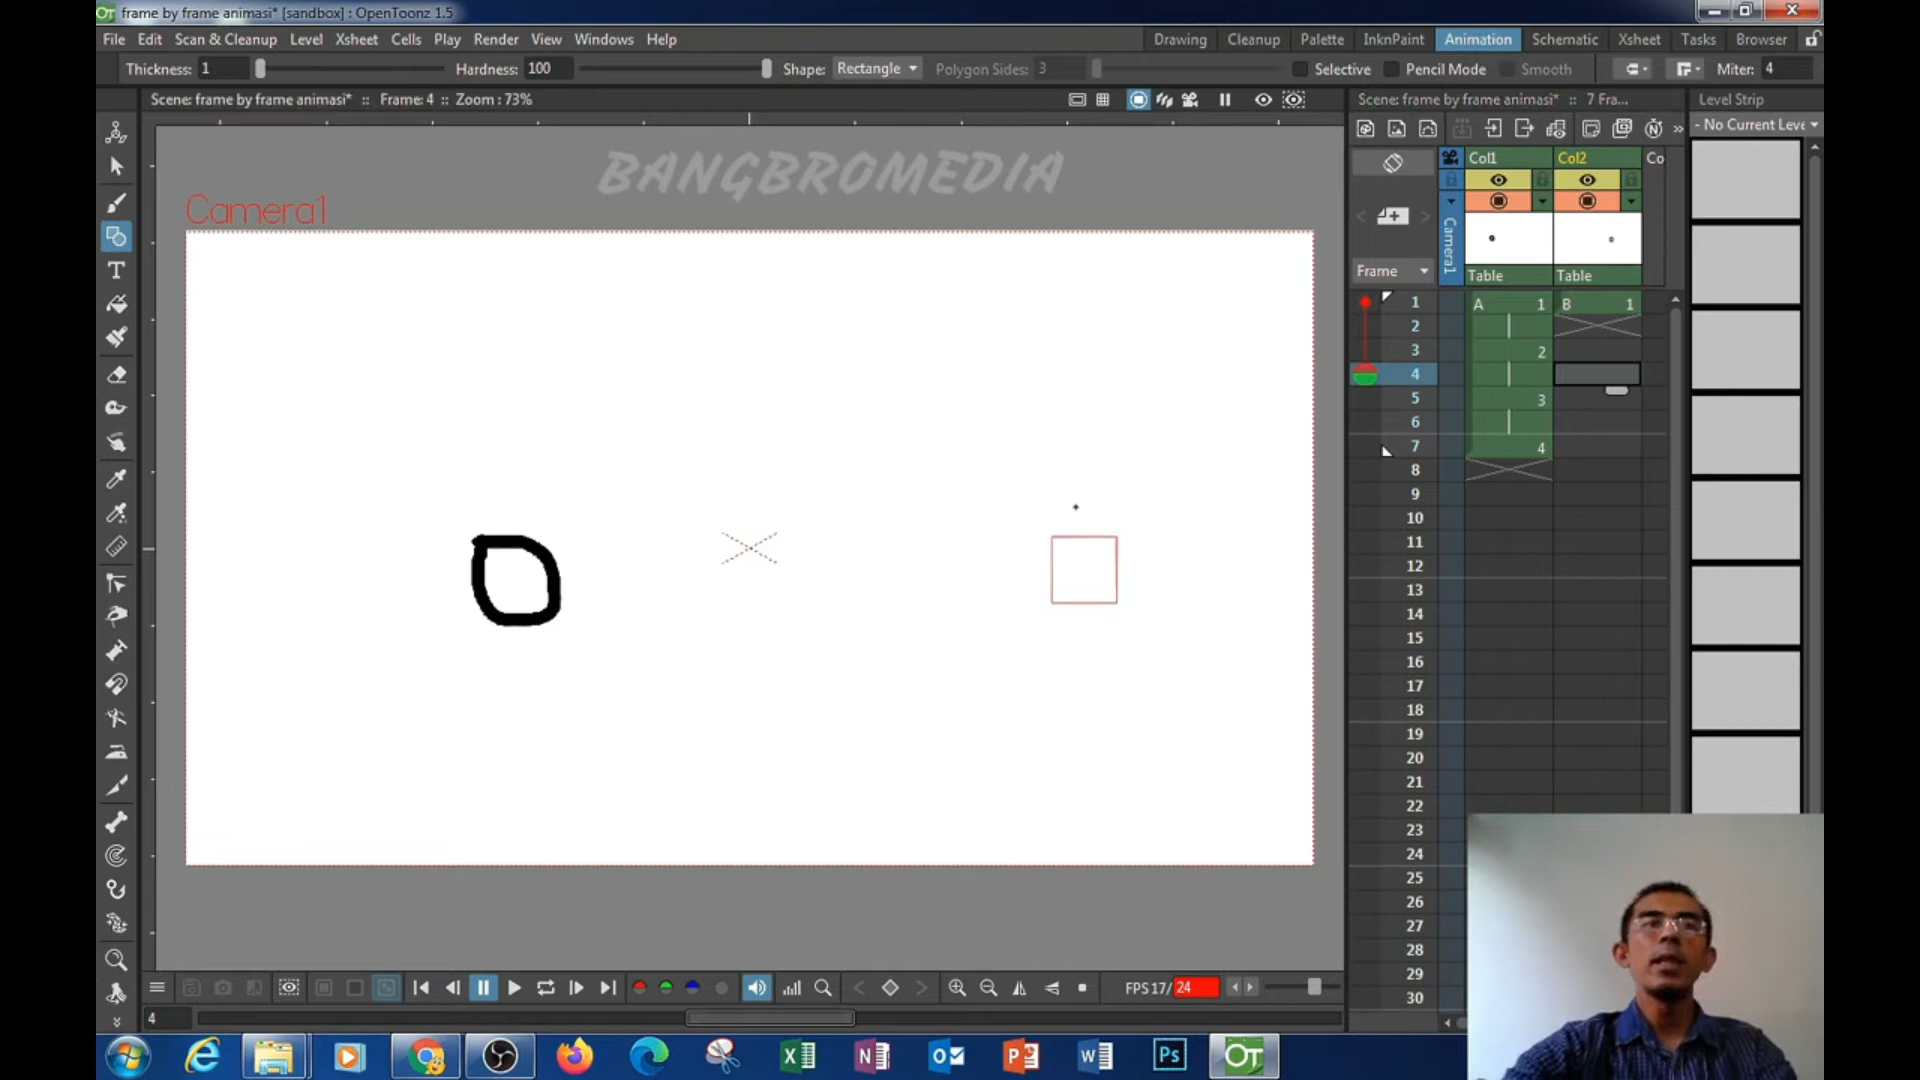 frame by frame animasi* [sandbox] : OpenToonz 1.5
File Edit Scan & Cleanup Level Xsheet Cells Play Render View Windows Help
Drawing Cleanup Palette InknPaint Animation Schematic Xsheet Tasks Browser
Thickness: 1 Hardness: 100 Shape: Rectangle Polygon Sides: 3 Selective Pencil Mode Smooth Miter: 4
Scene: frame by frame animasi* :: Frame: 4 :: Zoom : 73%
Scene: frame by frame animasi* :: 7 Fra...
Level Strip
- No Current Leve
BANGBROMEDIA
Camera1
Col1 Col2 Co
Camera1
Frame
Table Table
1 A 1 B 1
2
3 2
4
5 3
6
7 4
8
9
10
11
12
13
14
15
16
17
18
19
20
21
22
23
24
25
26
27
28
29
30
FPS 17/ 24
4